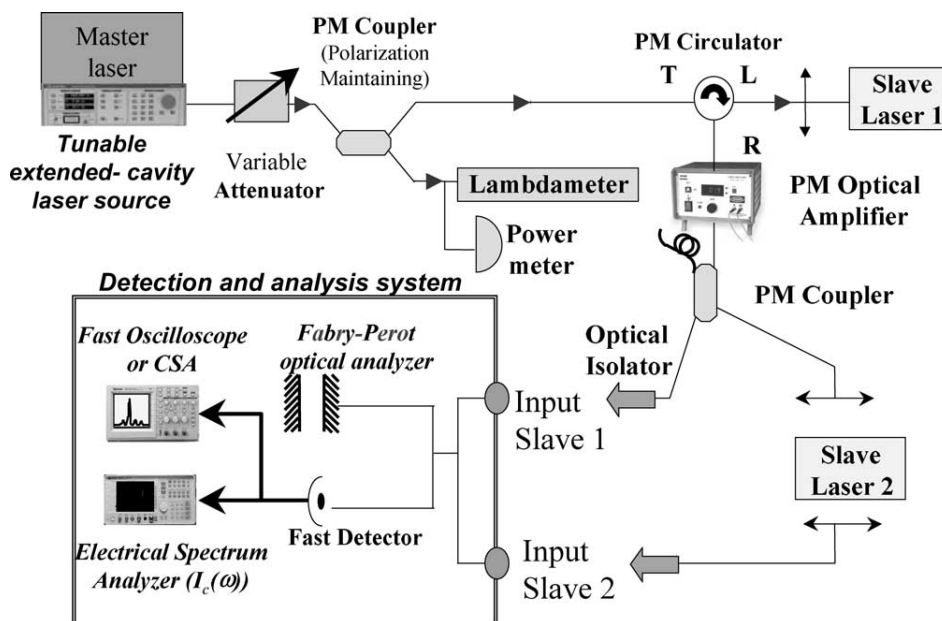 Master
laser
Tunable
extended- cavity
laser source
Variable
Attenuator
PM Coupler
(Polarization
Maintaining)
Lambdameter
Power
meter
PM Circulator
T
L
R
Slave
Laser 1
PM Optical
Amplifier
PM Coupler
Optical
Isolator
Slave
Laser 2
Detection and analysis system
Fast Oscilloscope
or CSA
Fabry-Perot
optical analyzer
Fast Detector
Electrical Spectrum
Analyzer (I_c(ω))
Input
Slave 1
Input
Slave 2